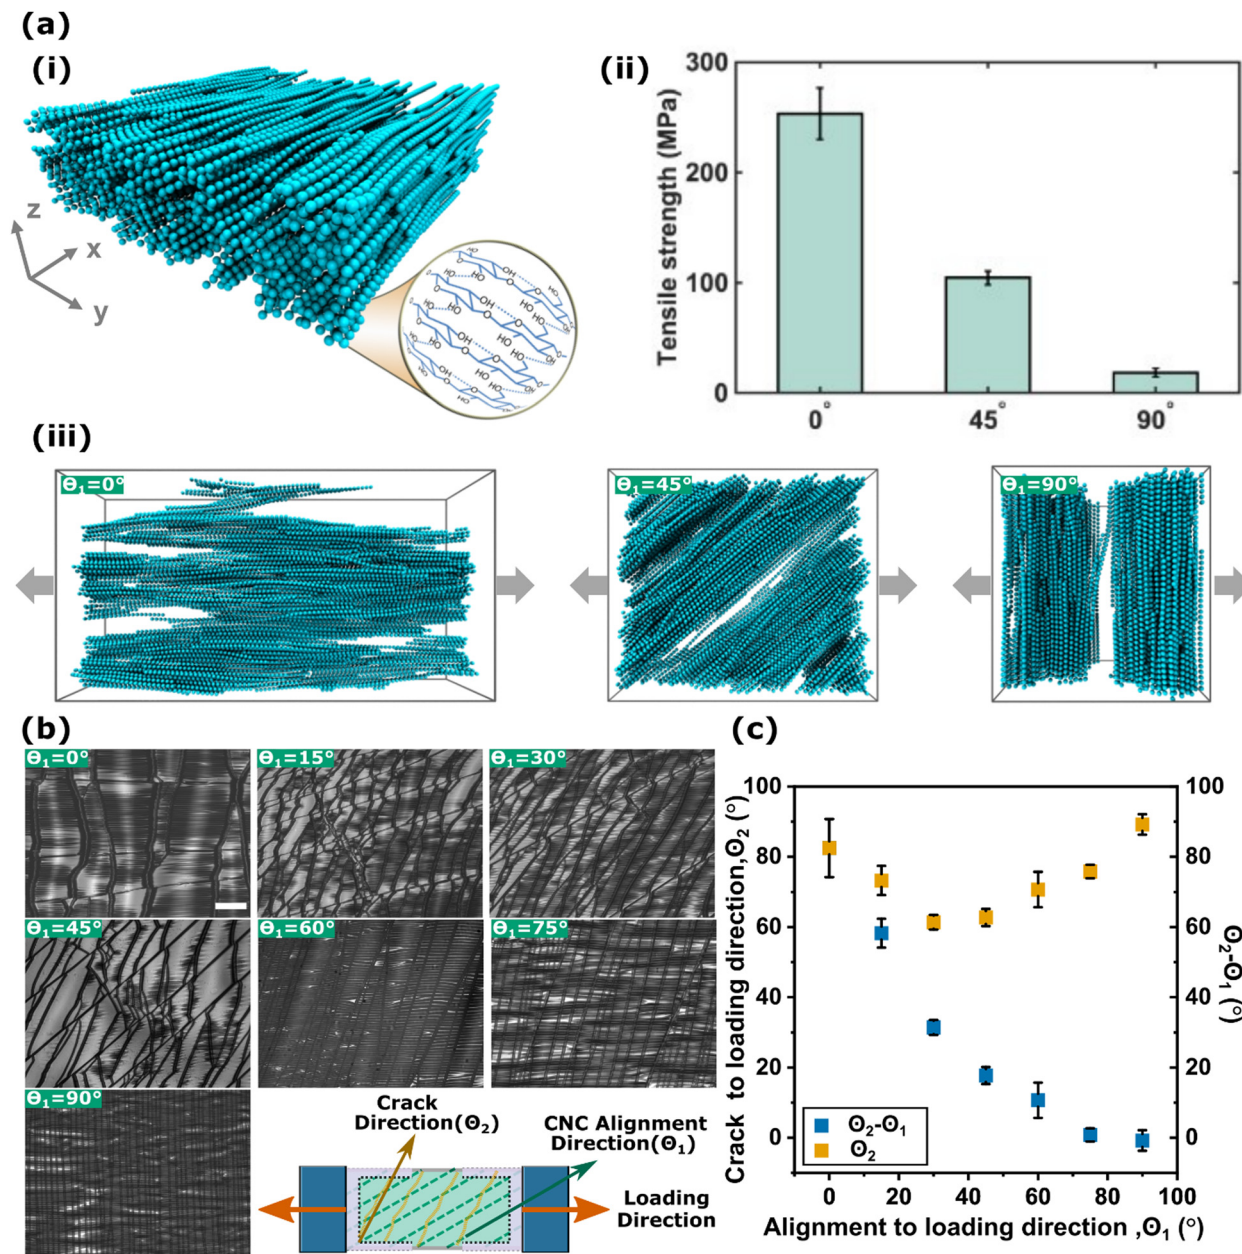 (a)
(i)
(ii)
z
x
y
OH
HO
O
Tensile strength (MPa)
300
200
100
0
0°
45°
90°
(iii)
Θ₁=0°
Θ₁=45°
Θ₁=90°
(b)
(c)
Θ₁=0°
Θ₁=15°
Θ₁=30°
Θ₁=45°
Θ₁=60°
Θ₁=75°
Θ₁=90°
Crack
Direction(Θ₂)
CNC Alignment
Direction(Θ₁)
Loading
Direction
Crack to loading direction,Θ₂ (°)
100
80
60
40
20
0
Θ₂-Θ₁
Θ₂
0
20
40
60
80
100
Alignment to loading direction ,Θ₁ (°)
100
80
60
40
20
0
Θ₂-Θ₁ (°)